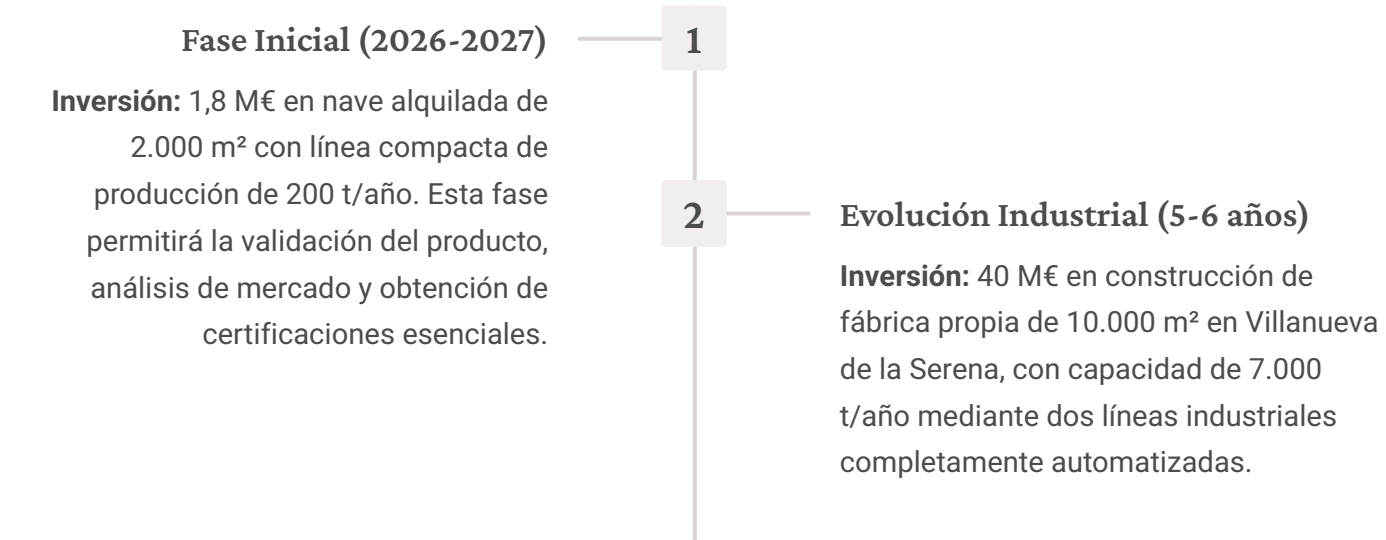 Fase Inicial (2026-2027)
1
Inversión: 1,8 M€ en nave alquilada de
2.000 m² con línea compacta de
producción de 200 t/año. Esta fase
permitirá la validación del producto,
análisis de mercado y obtención de
certificaciones esenciales.
2
Evolución Industrial (5-6 años)
Inversión: 40 M€ en construcción de
fábrica propia de 10.000 m² en Villanueva
de la Serena, con capacidad de 7.000
t/año mediante dos líneas industriales
completamente automatizadas.